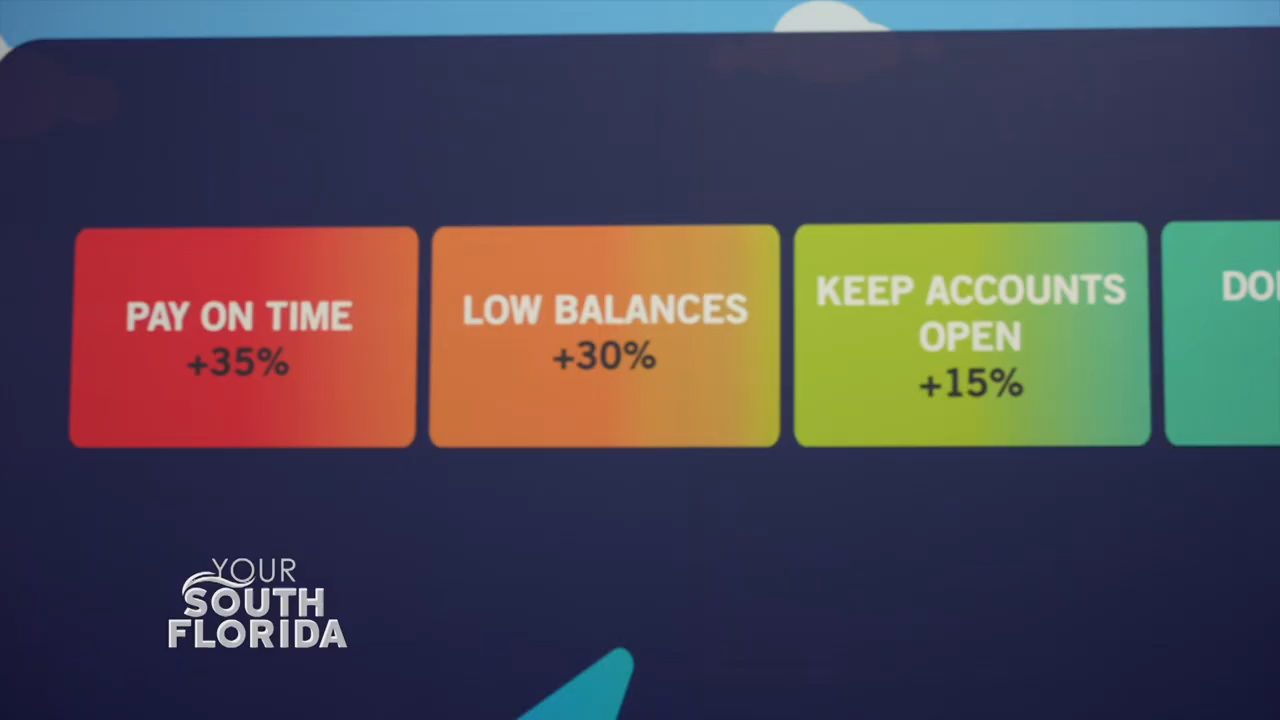 PAY ON TIME
+35%
LOW BALANCES
+30%
KEEP ACCOUNTS
OPEN
+15%
YOUR
SOUTH
FLORIDA